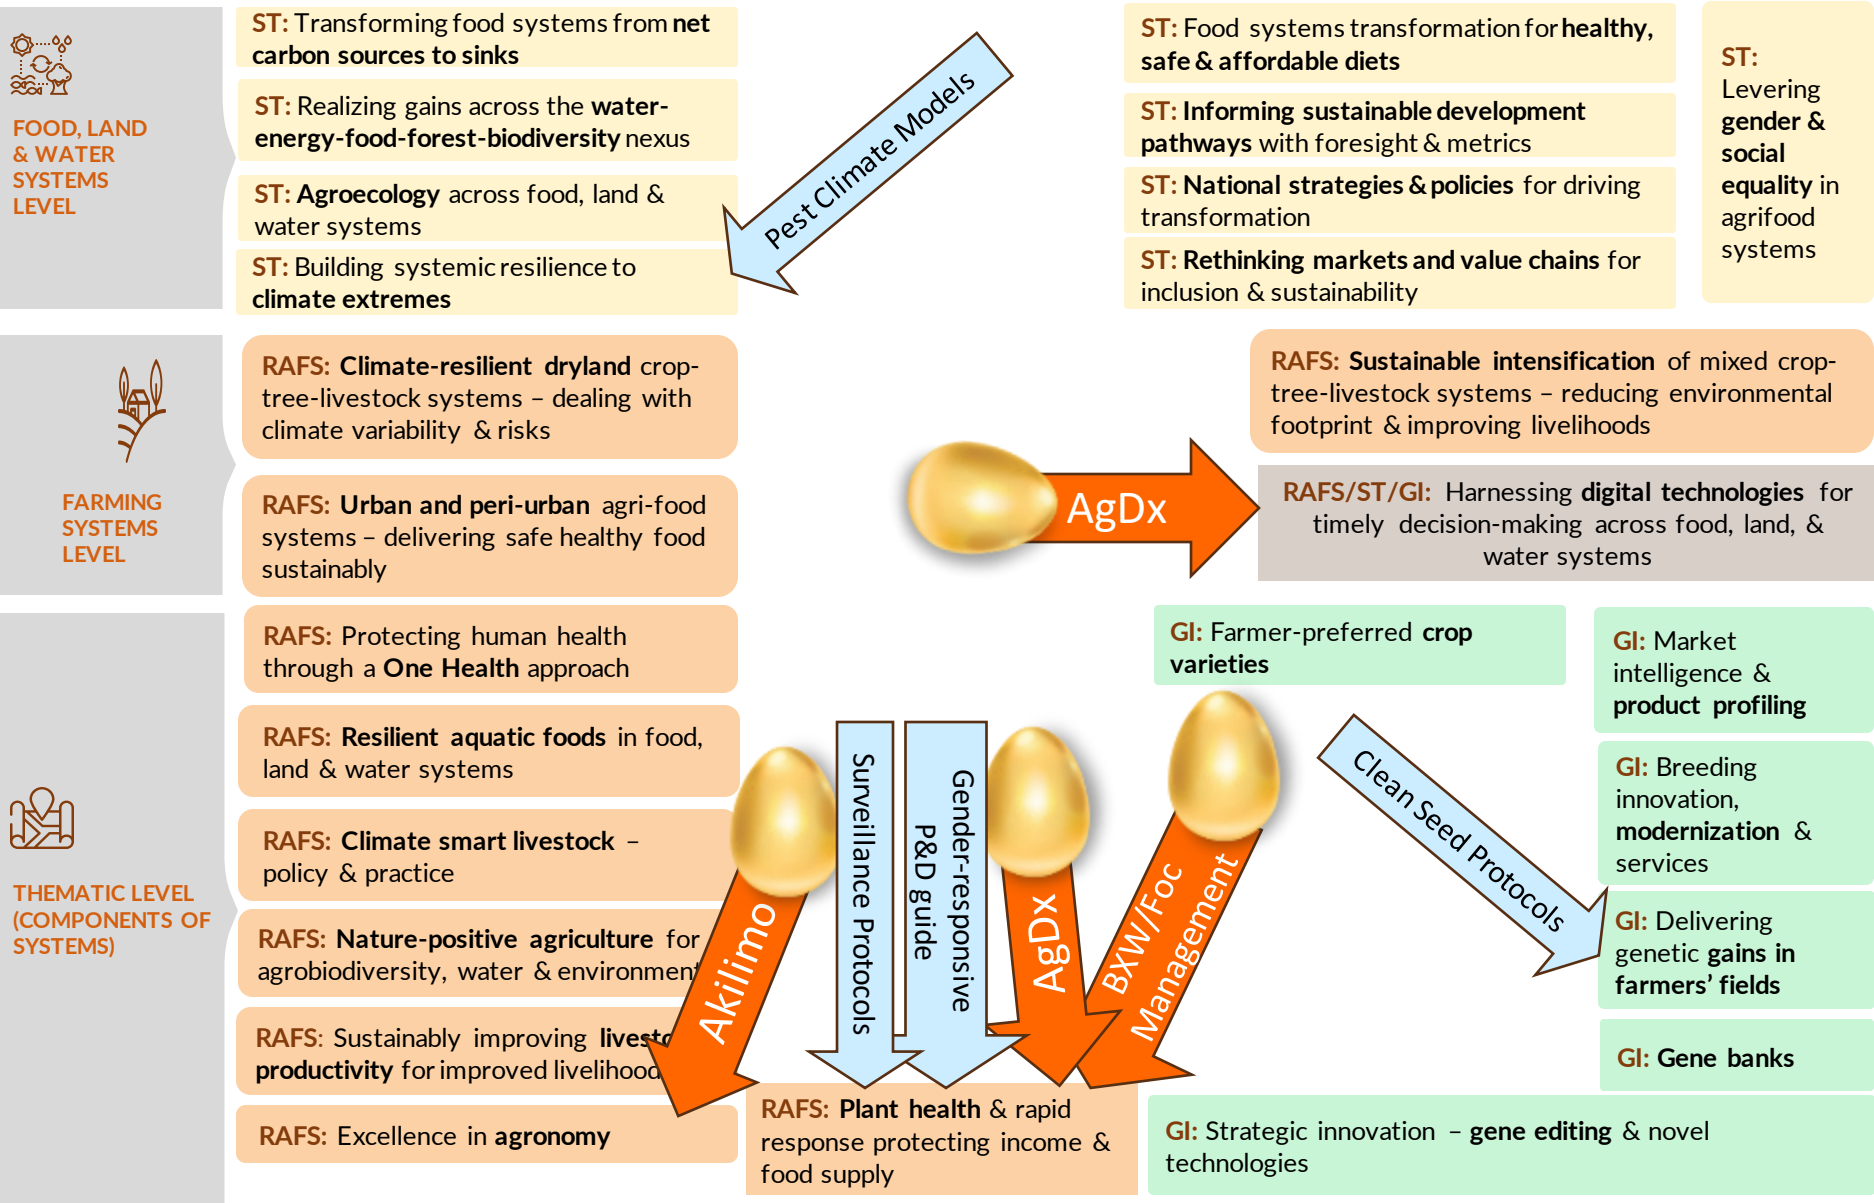 FOOD, LAND
& WATER
SYSTEMS
LEVEL
ST: Transforming food systems from net
carbon sources to sinks
ST: Realizing gains across the water-
energy-food-forest-biodiversity nexus
ST: Agroecology across food, land &
water systems
ST: Building systemic resilience to
climate extremes
Pest Climate Models
ST: Food systems transformation for healthy,
safe & affordable diets
ST: Informing sustainable development
pathways with foresight & metrics
ST: National strategies & policies for driving
transformation
ST: Rethinking markets and value chains for
inclusion & sustainability
ST:
Levering
gender &
social
equality in
agrifood
systems
FARMING
SYSTEMS
LEVEL
RAFS: Climate-resilient dryland crop-
tree-livestock systems – dealing with
climate variability & risks
RAFS: Urban and peri-urban agri-food
systems – delivering safe healthy food
sustainably
AgDx
RAFS: Sustainable intensification of mixed crop-
tree-livestock systems – reducing environmental
footprint & improving livelihoods
RAFS/ST/GI: Harnessing digital technologies for
timely decision-making across food, land, &
water systems
THEMATIC LEVEL
(COMPONENTS OF
SYSTEMS)
RAFS: Protecting human health
through a One Health approach
RAFS: Resilient aquatic foods in food,
land & water systems
RAFS: Climate smart livestock –
policy & practice
RAFS: Nature-positive agriculture for
agrobiodiversity, water & environment
RAFS: Sustainably improving livesto
productivity for improved livelihood
RAFS: Excellence in agronomy
Akilimo
Surveillance Protocols
Gender-responsive
P&D guide
AgDx
BXW/Foc
Management
Clean Seed Protocols
RAFS: Plant health & rapid
response protecting income &
food supply
GI: Farmer-preferred crop
varieties
GI: Market
intelligence &
product profiling
GI: Breeding
innovation,
modernization &
services
GI: Delivering
genetic gains in
farmers’ fields
GI: Gene banks
GI: Strategic innovation – gene editing & novel
technologies